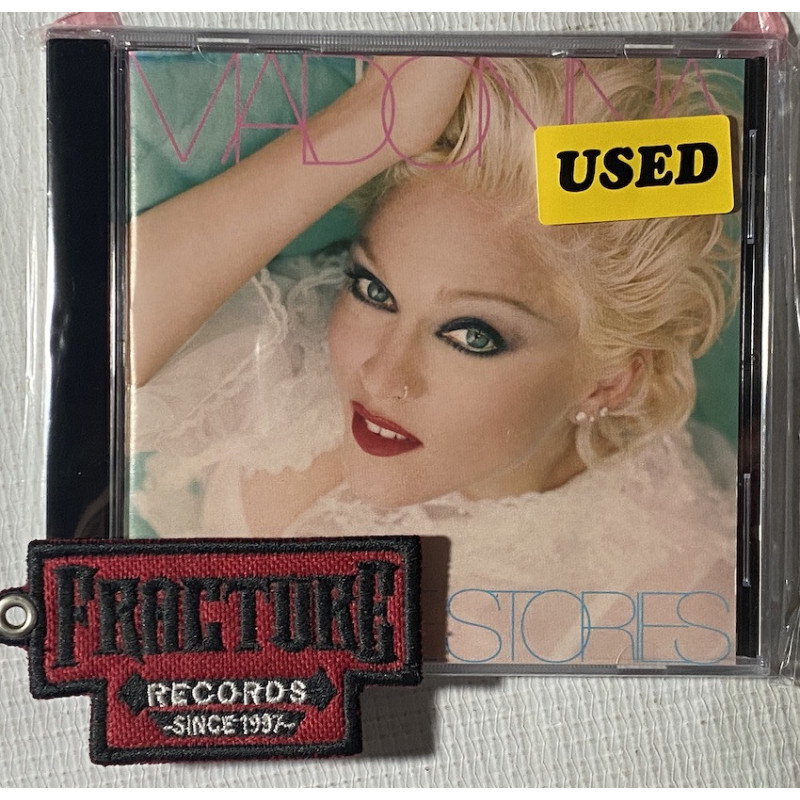 MADONNA
USED
STORIES
FRACTURE
RECORDS
-SINCE 1997-